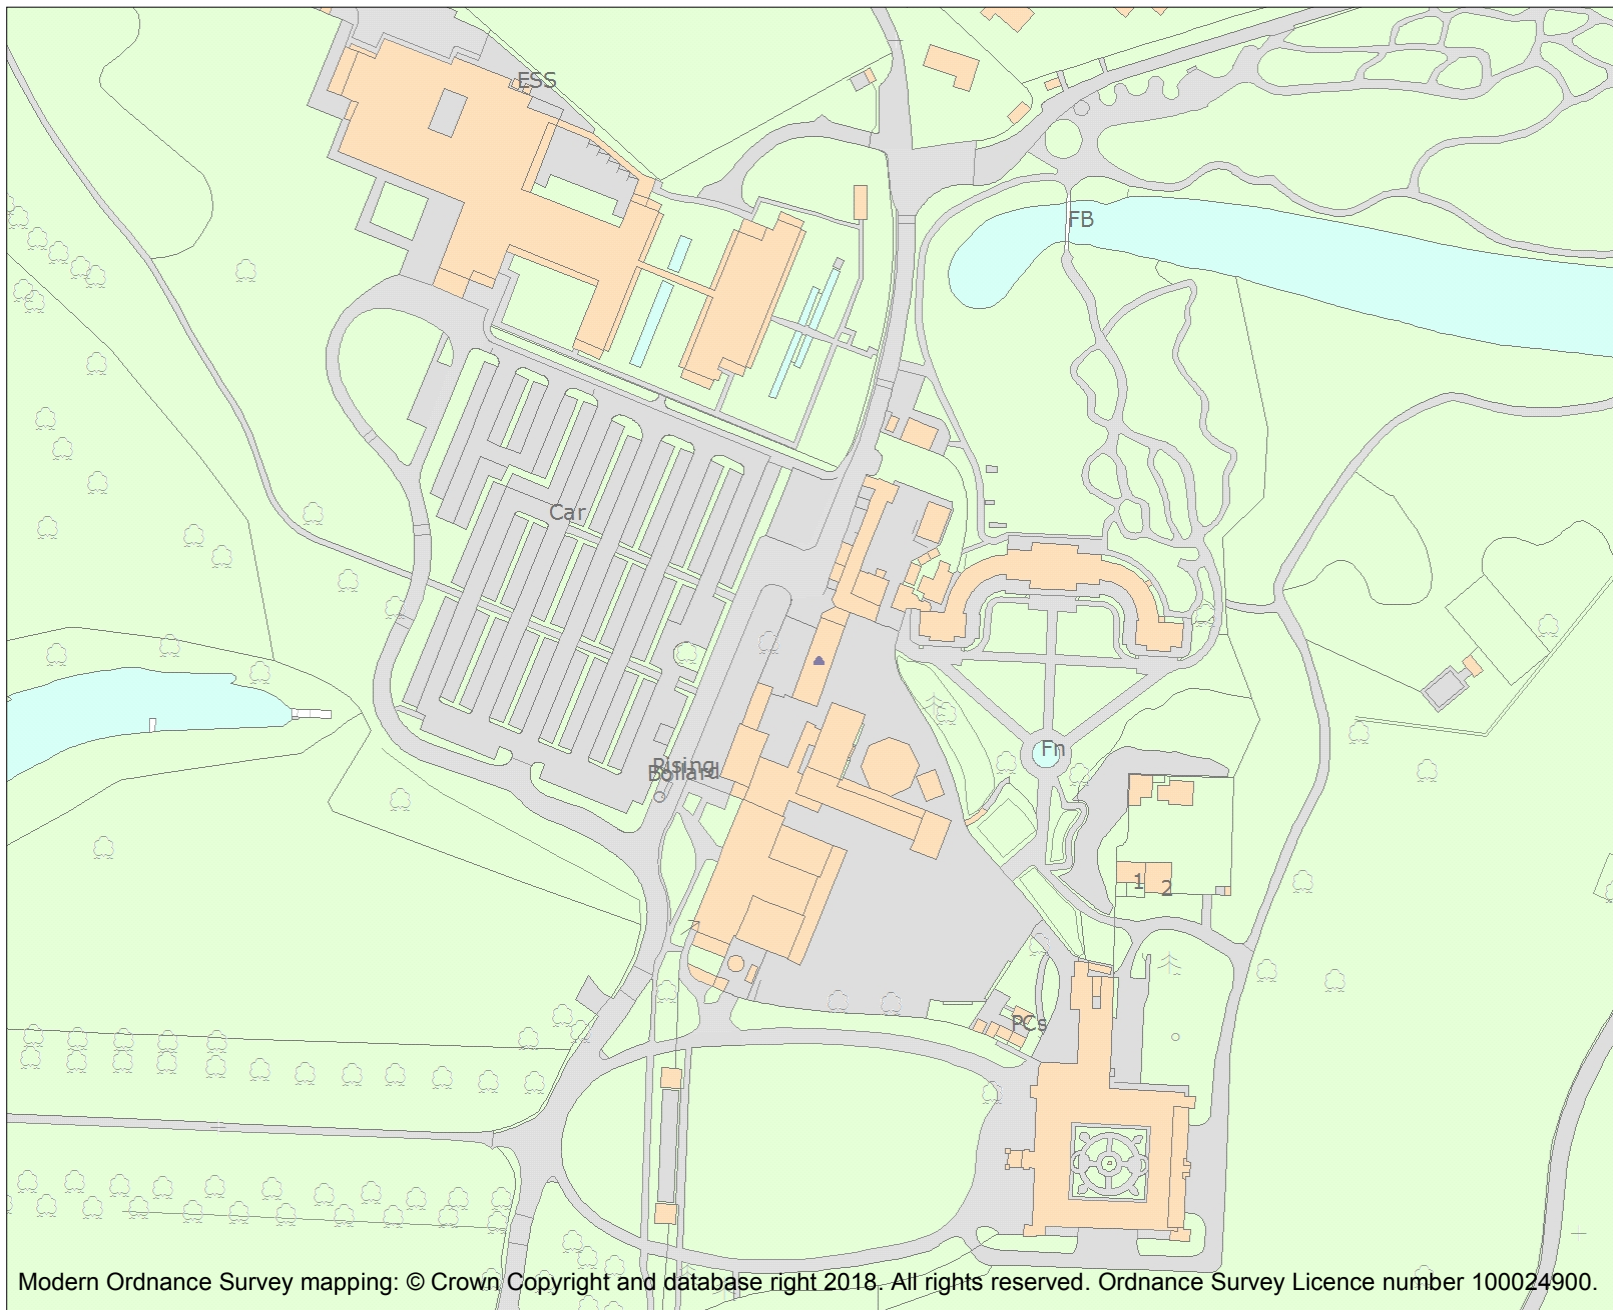 ESS
FB
Car
Rising
Bollard
Fn
1
2
PCs
Modern Ordnance Survey mapping: © Crown Copyright and database right 2018. All rights reserved. Ordnance Survey Licence number 100024900.